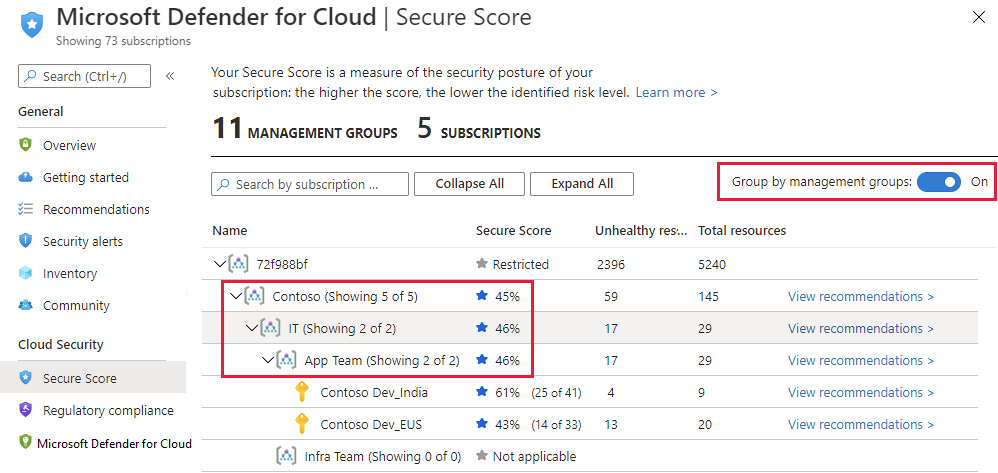 Microsoft Defender for Cloud | Secure Score
Showing 73 subscriptions
Search (Ctrl+/) «
General
Overview
Getting started
Recommendations
Security alerts
Inventory
Community
Cloud Security
Secure Score
Regulatory compliance
Microsoft Defender for Cloud
Your Secure Score is a measure of the security posture of your
subscription: the higher the score, the lower the identified risk level. Learn more >
11 MANAGEMENT GROUPS 5 SUBSCRIPTIONS
Search by subscription ... Collapse All Expand All Group by management groups: On
Name Secure Score Unhealthy res... Total resources
72f988bf Restricted 2396 5240
Contoso (Showing 5 of 5) 45% 59 145 View recommendations >
IT (Showing 2 of 2) 46% 17 29 View recommendations >
App Team (Showing 2 of 2) 46% 17 29 View recommendations >
Contoso Dev_India 61% (25 of 41) 4 9 View recommendations >
Contoso Dev_EUS 43% (14 of 33) 13 20 View recommendations >
Infra Team (Showing 0 of 0) Not applicable